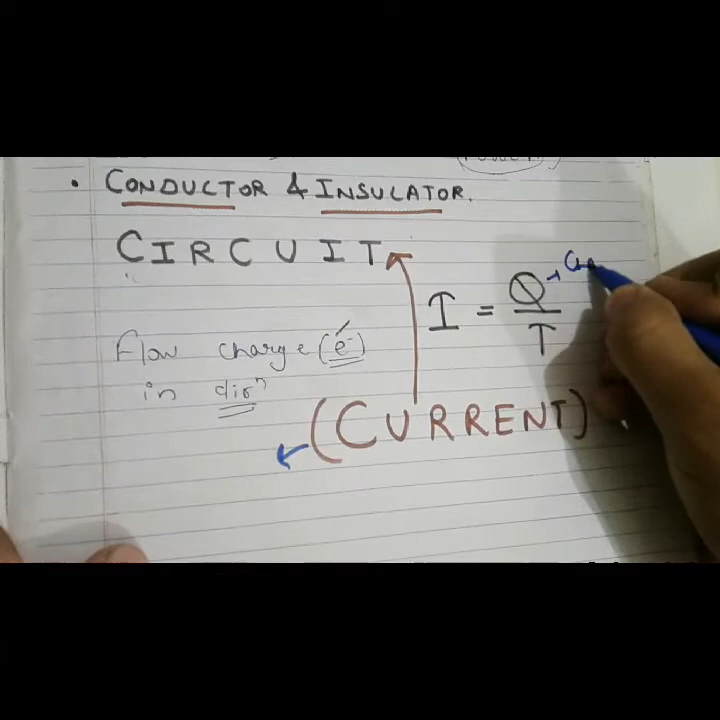 • CONDUCTOR & INSULATOR.
CIRCUIT
I = Q
T
Flow charge (e⁻)
in dirⁿ
(CURRENT)